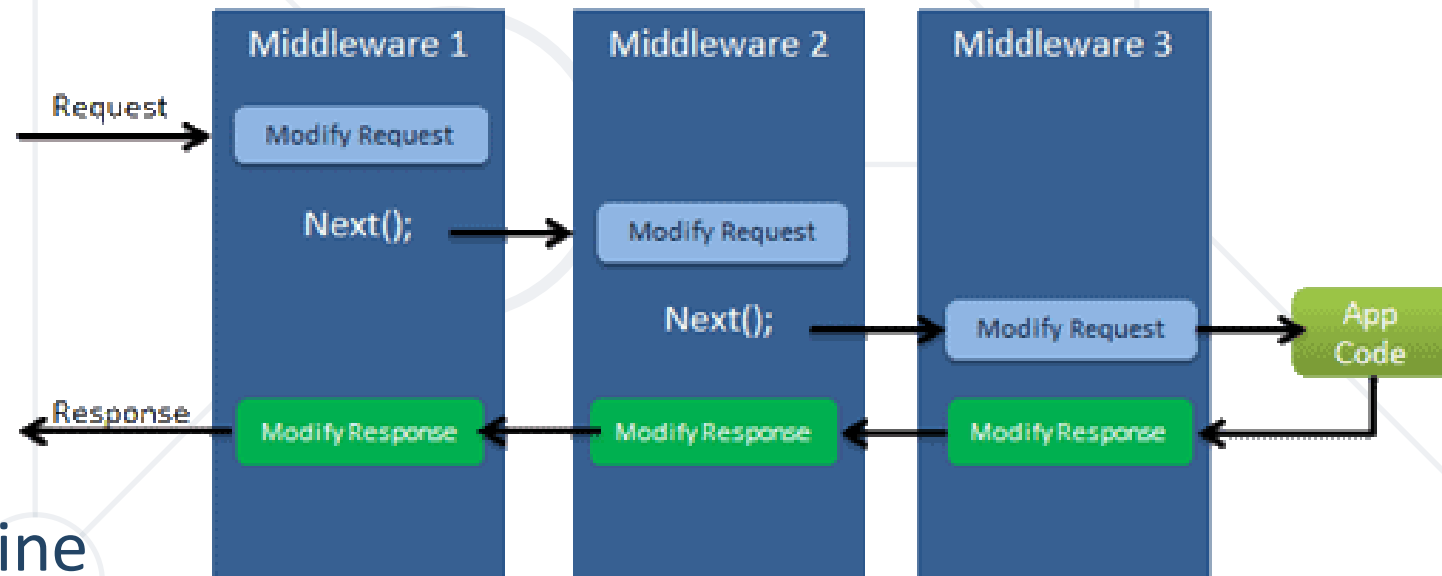 Middleware 1
Middleware 2
Middleware 3
Request
Modify Request
Next();
Modify Request
Next();
Modify Request
App
Code
Response
Modify Response
Modify Response
Modify Response
ine